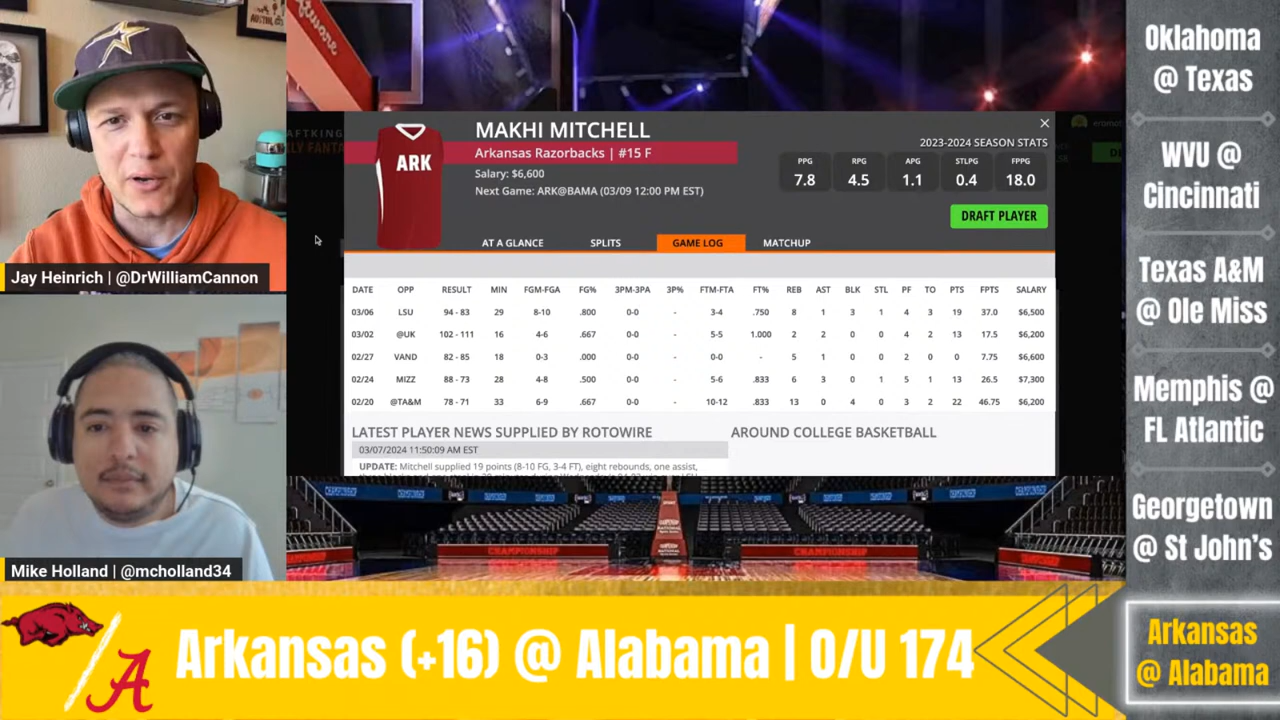 MAKHI MITCHELL
Arkansas Razorbacks | #15 F
Salary: $6,600
Next Game: ARK@BAMA (03/09 12:00 PM EST)
ARK
2023-2024 SEASON STATS
PPG RPG APG STLPG FPPG
7.8 4.5 1.1 0.4 18.0
DRAFT PLAYER
AT A GLANCE SPLITS GAME LOG MATCHUP
DATE OPP RESULT MIN FGM-FGA FG% 3PM-3PA 3P% FTM-FTA FT% REB AST BLK STL PF TO PTS FPTS SALARY
03/06 LSU 94 - 83 29 8-10 .800 0-0 - 3-4 .750 8 1 3 1 4 3 19 37.0 $6,500
03/02 @UK 102 - 111 16 4-6 .667 0-0 - 5-5 1.000 2 2 0 0 4 2 13 17.5 $6,200
02/27 VAND 82 - 85 18 0-3 .000 0-0 - 0-0 - 5 1 0 0 2 0 0 7.75 $6,600
02/24 MIZZ 88 - 73 28 4-8 .500 0-0 - 5-6 .833 6 3 0 1 5 1 13 26.5 $7,300
02/20 @TA&M 78 - 71 33 6-9 .667 0-0 - 10-12 .833 13 0 4 0 3 2 22 46.75 $6,200
LATEST PLAYER NEWS SUPPLIED BY ROTOWIRE
AROUND COLLEGE BASKETBALL
03/07/2024 11:50:09 AM EST
UPDATE: Mitchell supplied 19 points (8-10 FG, 3-4 FT), eight rebounds, one assist,
Jay Heinrich | @DrWilliamCannon
Mike Holland | @mcholland34
CHAMPIONSHIP
CHAMPIONSHIP
Arkansas (+16) @ Alabama | O/U 174
Oklahoma
@ Texas
WVU @
Cincinnati
Texas A&M
@ Ole Miss
Memphis @
FL Atlantic
Georgetown
@ St John's
Arkansas
@ Alabama